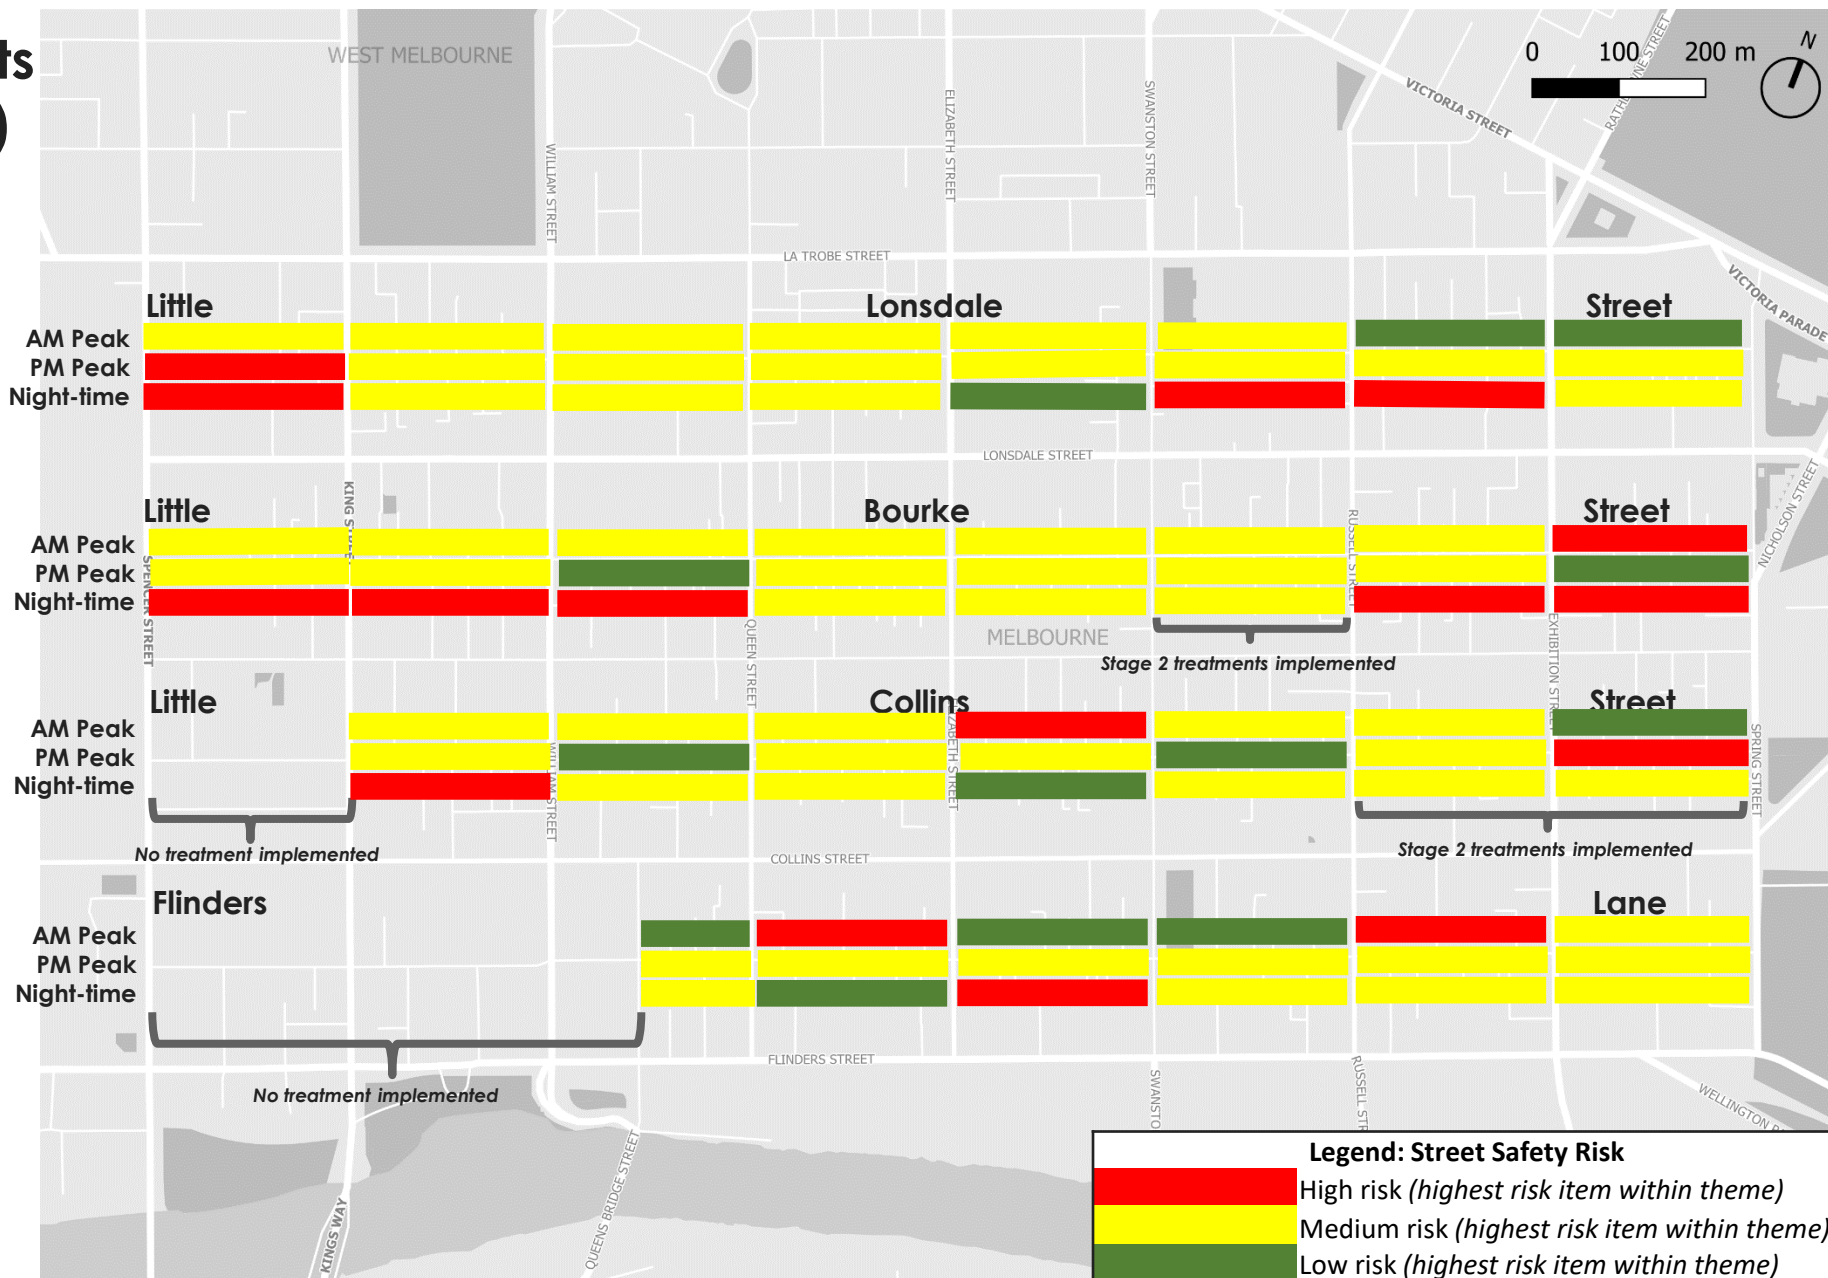 ts
)
WEST MELBOURNE
0 100 200 m
N
VICTORIA STREET
ELIZABETH STREET
SWANSTON STREET
WILLIAM STREET
LA TROBE STREET
VICTORIA PARADE
Little Lonsdale Street
AM Peak
PM Peak
Night-time
LONSDALE STREET
NICHOLSON STREET
Little Bourke Street
AM Peak
PM Peak
Night-time
SPENCER STREET
RUSSELL STREET
QUEEN STREET
MELBOURNE
EXHIBITION STREET
Stage 2 treatments implemented
Little Collins Street
AM Peak
PM Peak
Night-time
WILLIAM STREET
SPRING STREET
No treatment implemented
COLLINS STREET
Stage 2 treatments implemented
Flinders Lane
AM Peak
PM Peak
Night-time
FLINDERS STREET
No treatment implemented
SWANSTO
RUSSELL STR
WELLINGTON
QUEENS BRIDGE STREET
KINGS WAY
Legend: Street Safety Risk
High risk (highest risk item within theme)
Medium risk (highest risk item within theme)
Low risk (highest risk item within theme)